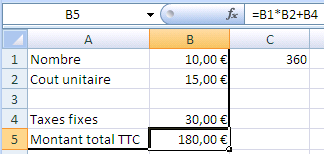 B5 fx =B1*B2+B4
A B C
1 Nombre 10,00 € 360
2 Cout unitaire 15,00 €
3
4 Taxes fixes 30,00 €
5 Montant total TTC 180,00 €